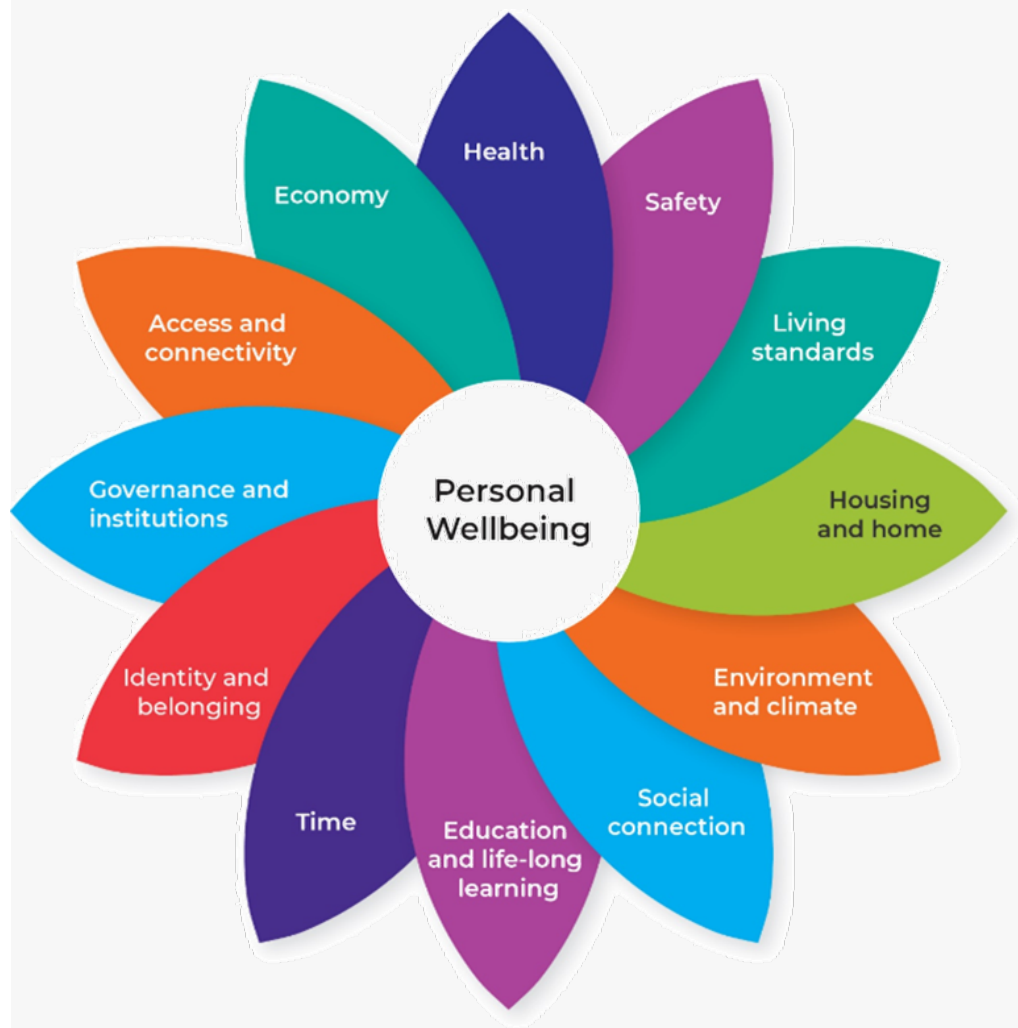 Health
Safety
Living
standards
Housing
and home
Environment
and climate
Social
connection
Education
and life-long
learning
Time
Identity and
belonging
Governance and
institutions
Access and
connectivity
Economy
Personal
Wellbeing